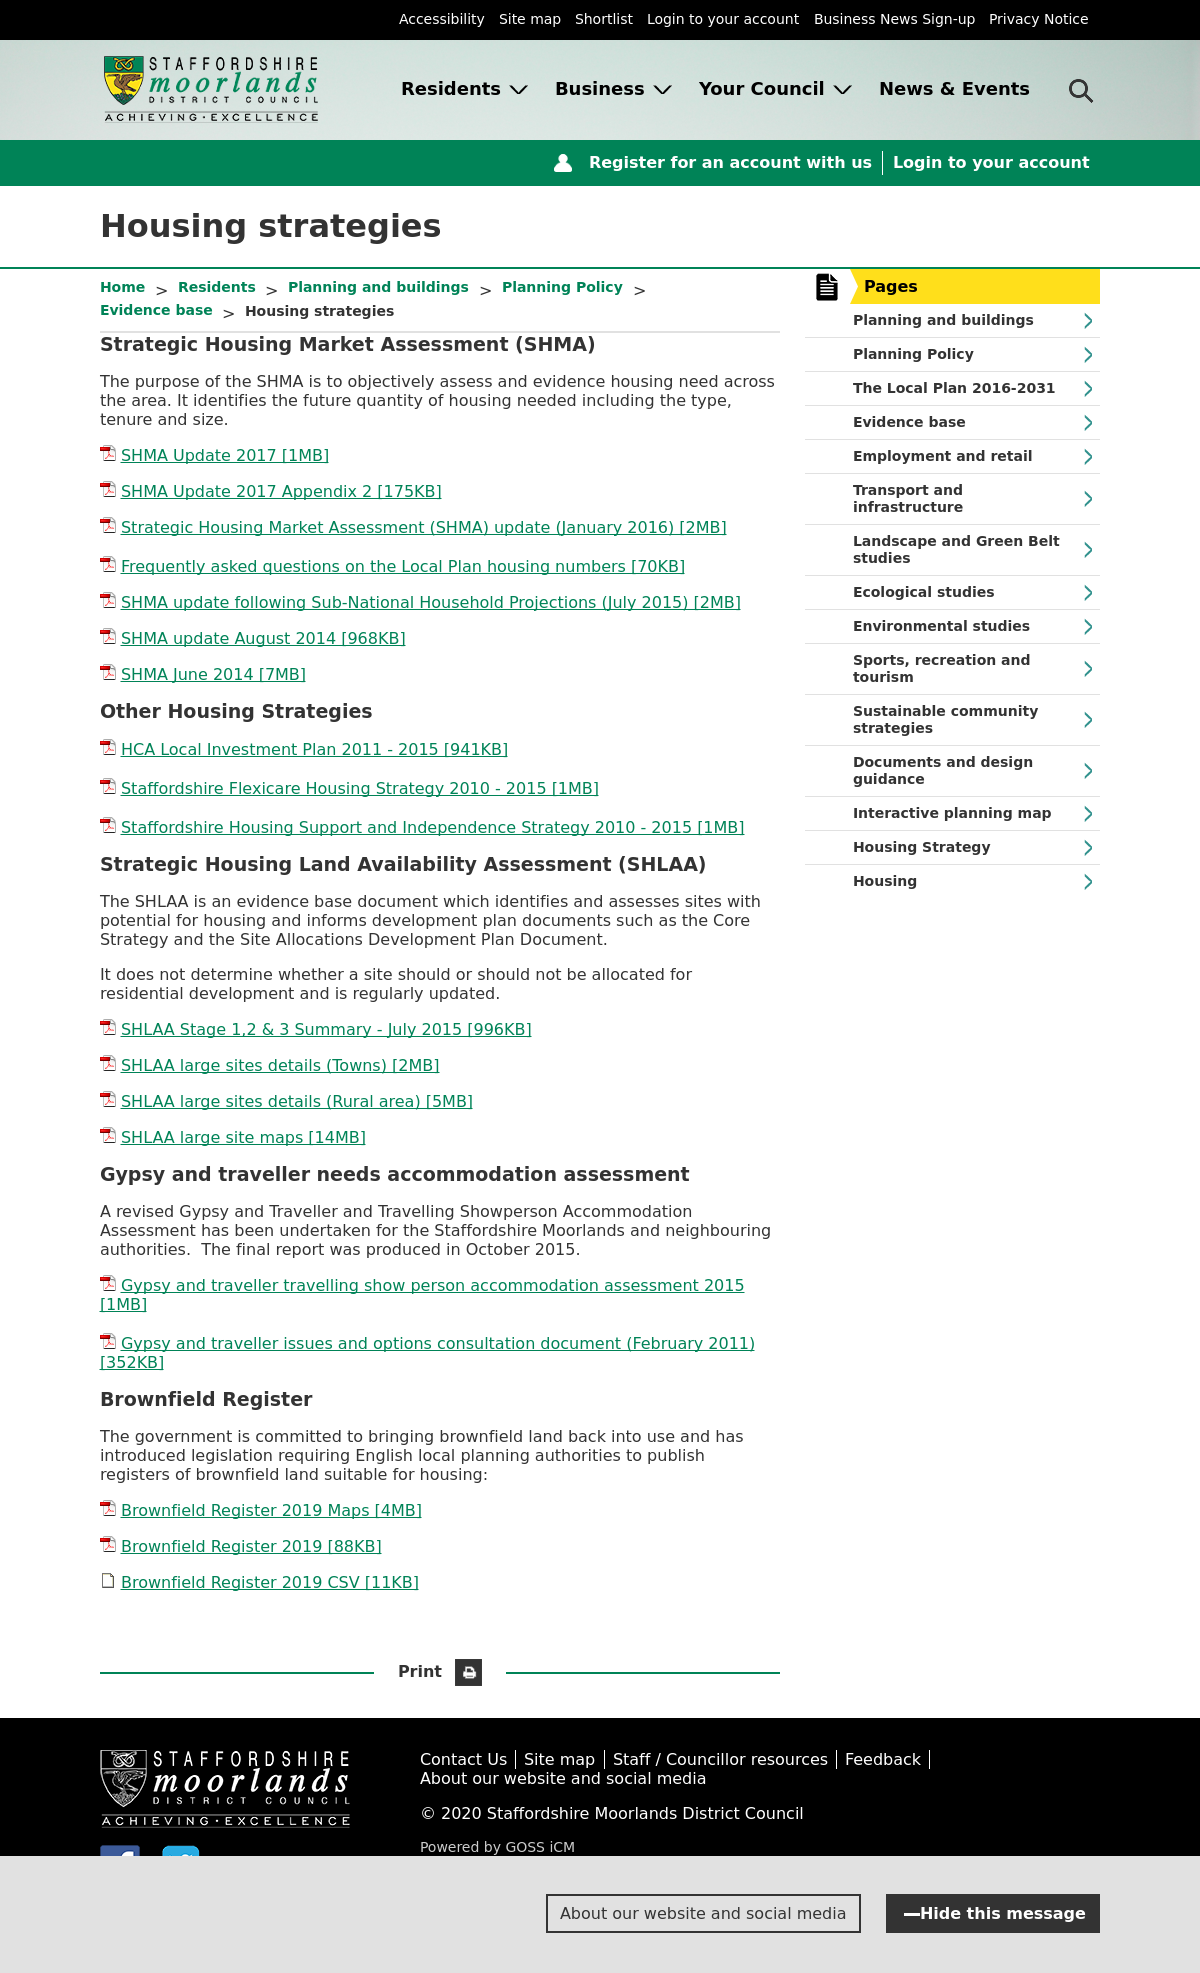 Accessibility Site map Shortlist Login to your account Business News Sign-up Privacy Notice
STAFFORDSHIRE
moorlands
DISTRICT COUNCIL
ACHIEVING·EXCELLENCE
Residents Business Your Council News & Events
Register for an account with us Login to your account
Housing strategies
Home > Residents > Planning and buildings > Planning Policy >
Evidence base > Housing strategies
Strategic Housing Market Assessment (SHMA)
The purpose of the SHMA is to objectively assess and evidence housing need across
the area. It identifies the future quantity of housing needed including the type,
tenure and size.
SHMA Update 2017 [1MB]
SHMA Update 2017 Appendix 2 [175KB]
Strategic Housing Market Assessment (SHMA) update (January 2016) [2MB]
Frequently asked questions on the Local Plan housing numbers [70KB]
SHMA update following Sub-National Household Projections (July 2015) [2MB]
SHMA update August 2014 [968KB]
SHMA June 2014 [7MB]
Other Housing Strategies
HCA Local Investment Plan 2011 - 2015 [941KB]
Staffordshire Flexicare Housing Strategy 2010 - 2015 [1MB]
Staffordshire Housing Support and Independence Strategy 2010 - 2015 [1MB]
Strategic Housing Land Availability Assessment (SHLAA)
The SHLAA is an evidence base document which identifies and assesses sites with
potential for housing and informs development plan documents such as the Core
Strategy and the Site Allocations Development Plan Document.
It does not determine whether a site should or should not be allocated for
residential development and is regularly updated.
SHLAA Stage 1,2 & 3 Summary - July 2015 [996KB]
SHLAA large sites details (Towns) [2MB]
SHLAA large sites details (Rural area) [5MB]
SHLAA large site maps [14MB]
Gypsy and traveller needs accommodation assessment
A revised Gypsy and Traveller and Travelling Showperson Accommodation
Assessment has been undertaken for the Staffordshire Moorlands and neighbouring
authorities.  The final report was produced in October 2015.
Gypsy and traveller travelling show person accommodation assessment 2015
[1MB]
Gypsy and traveller issues and options consultation document (February 2011)
[352KB]
Brownfield Register
The government is committed to bringing brownfield land back into use and has
introduced legislation requiring English local planning authorities to publish
registers of brownfield land suitable for housing:
Brownfield Register 2019 Maps [4MB]
Brownfield Register 2019 [88KB]
Brownfield Register 2019 CSV [11KB]
Print
Pages
Planning and buildings
Planning Policy
The Local Plan 2016-2031
Evidence base
Employment and retail
Transport and
infrastructure
Landscape and Green Belt
studies
Ecological studies
Environmental studies
Sports, recreation and
tourism
Sustainable community
strategies
Documents and design
guidance
Interactive planning map
Housing Strategy
Housing
STAFFORDSHIRE
moorlands
DISTRICT COUNCIL
ACHIEVING·EXCELLENCE
Contact Us Site map Staff / Councillor resources Feedback
About our website and social media
© 2020 Staffordshire Moorlands District Council
Powered by GOSS iCM
About our website and social media
Hide this message